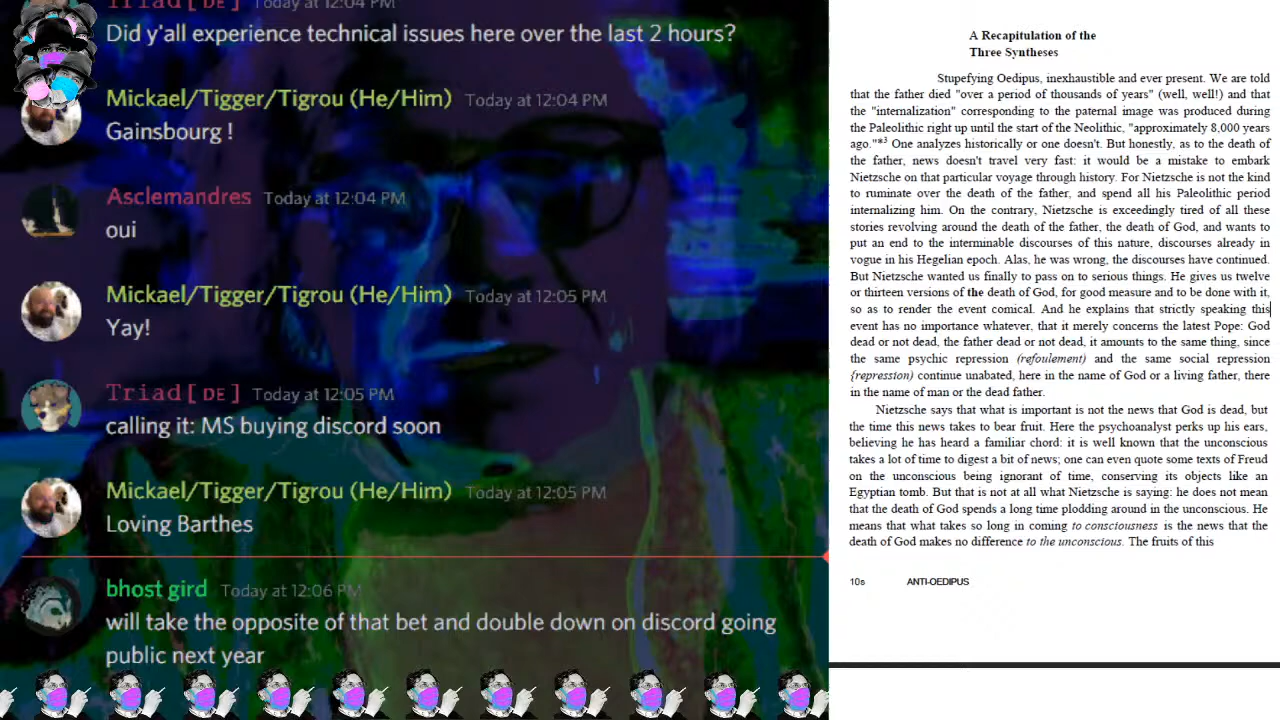 Triad[DE] Today at 12:04 PM
Did y'all experience technical issues here over the last 2 hours?
Mickael/Tigger/Tigrou (He/Him) Today at 12:04 PM
Gainsbourg !
Asclemandres Today at 12:04 PM
oui
Mickael/Tigger/Tigrou (He/Him) Today at 12:05 PM
Yay!
Triad[DE] Today at 12:05 PM
calling it: MS buying discord soon
Mickael/Tigger/Tigrou (He/Him) Today at 12:05 PM
Loving Barthes
bhost gird Today at 12:06 PM
will take the opposite of that bet and double down on discord going
public next year
A Recapitulation of the
Three Syntheses
Stupefying Oedipus, inexhaustible and ever present. We are told
that the father died "over a period of thousands of years" (well, well!) and that
the "internalization" corresponding to the paternal image was produced during
the Paleolithic right up until the start of the Neolithic, "approximately 8,000 years
ago."*³ One analyzes historically or one doesn't. But honestly, as to the death of
the father, news doesn't travel very fast: it would be a mistake to embark
Nietzsche on that particular voyage through history. For Nietzsche is not the kind
to ruminate over the death of the father, and spend all his Paleolithic period
internalizing him. On the contrary, Nietzsche is exceedingly tired of all these
stories revolving around the death of the father, the death of God, and wants to
put an end to the interminable discourses of this nature, discourses already in
vogue in his Hegelian epoch. Alas, he was wrong, the discourses have continued.
But Nietzsche wanted us finally to pass on to serious things. He gives us twelve
or thirteen versions of the death of God, for good measure and to be done with it,
so as to render the event comical. And he explains that strictly speaking this
event has no importance whatever, that it merely concerns the latest Pope: God
dead or not dead, the father dead or not dead, it amounts to the same thing, since
the same psychic repression (refoulement) and the same social repression
{repression) continue unabated, here in the name of God or a living father, there
in the name of man or the dead father.
Nietzsche says that what is important is not the news that God is dead, but
the time this news takes to bear fruit. Here the psychoanalyst perks up his ears,
believing he has heard a familiar chord: it is well known that the unconscious
takes a lot of time to digest a bit of news; one can even quote some texts of Freud
on the unconscious being ignorant of time, conserving its objects like an
Egyptian tomb. But that is not at all what Nietzsche is saying: he does not mean
that the death of God spends a long time plodding around in the unconscious. He
means that what takes so long in coming to consciousness is the news that the
death of God makes no difference to the unconscious. The fruits of this
10s ANTI-OEDIPUS